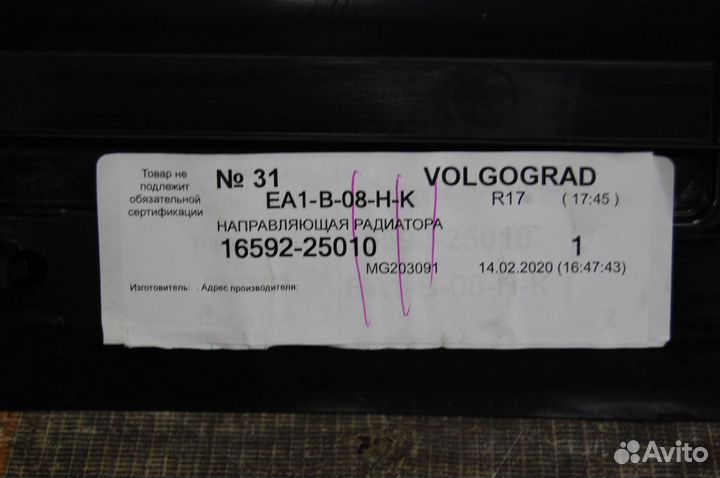 Товар не
подлежит
обязательной
сертификации
№ 31
VOLGOGRAD
EA1-B-08-H-K
R17 (17:45)
НАПРАВЛЯЮЩАЯ РАДИАТОРА
16592-25010
1
MG203091
14.02.2020 (16:47:43)
Изготовитель: . Адрес производителя:
Avito